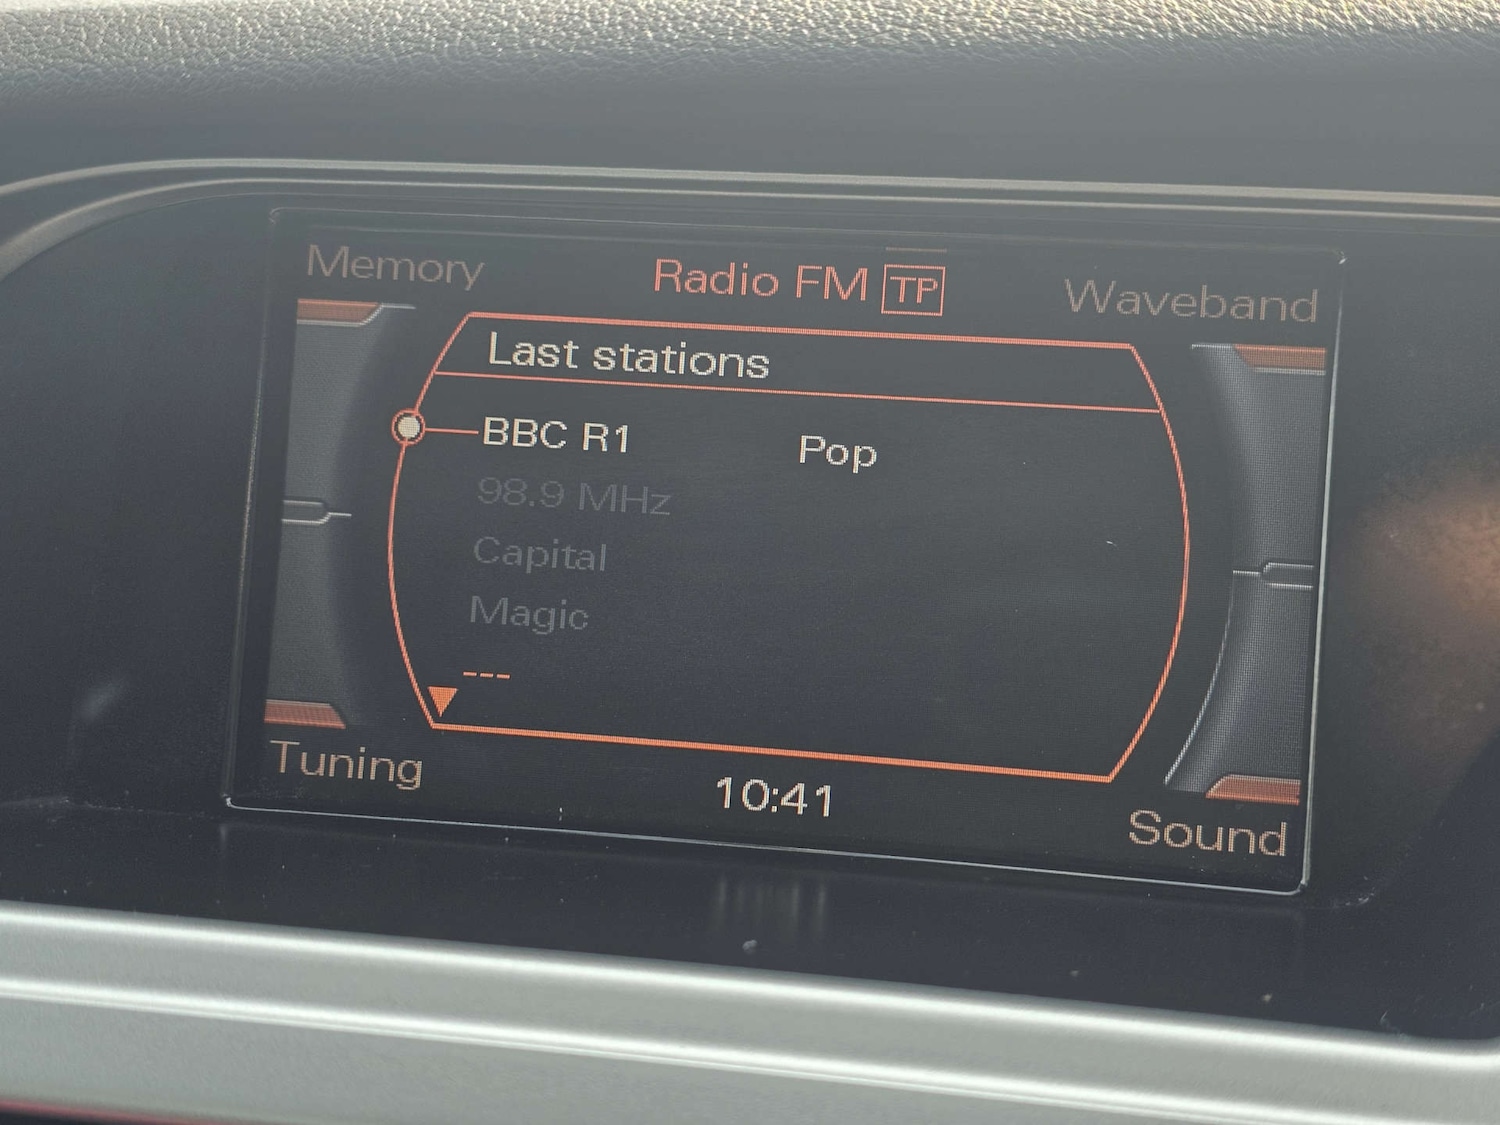 Memory
Radio FM TP
Waveband
Last stations
BBC R1 Pop
98.9 MHz
Capital
Magic
---
Tuning
10:41
Sound